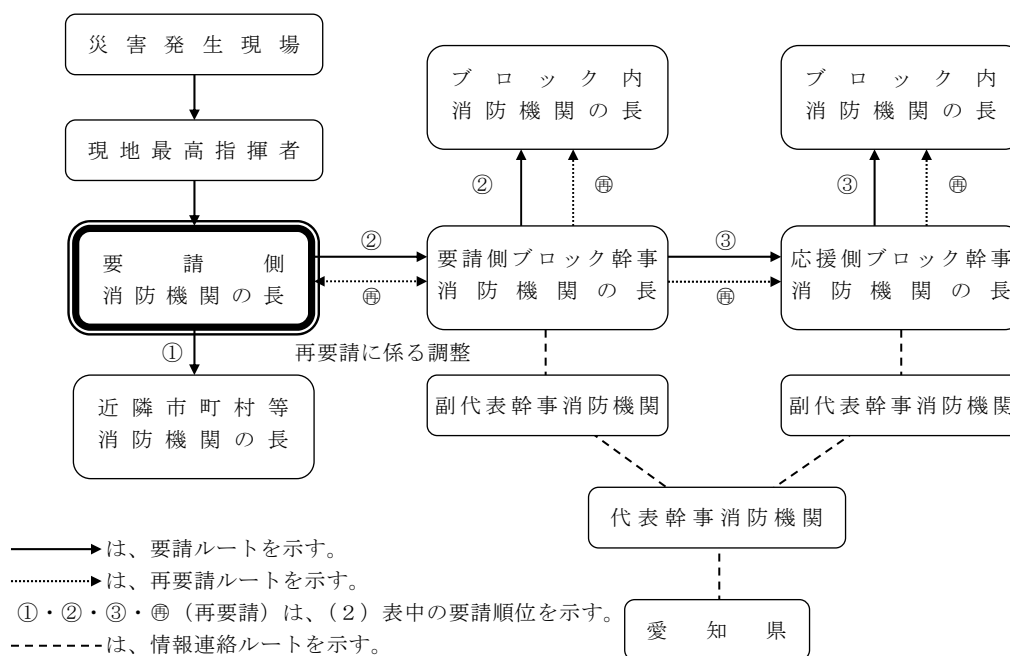 災害発生現場
現地最高指揮者
要請側
消防機関の長
①
近隣市町村等
消防機関の長
②
㊢
再要請に係る調整
ブロック内
消防機関の長
②
要請側ブロック幹事
消防機関の長
③
ブロック内
消防機関の長
③
応援側ブロック幹事
消防機関の長
副代表幹事消防機関
副代表幹事消防機関
代表幹事消防機関
愛知県
は、要請ルートを示す。
は、再要請ルートを示す。
①・②・③・(再)（再要請）は、（２）表中の要請順位を示す。
は、情報連絡ルートを示す。